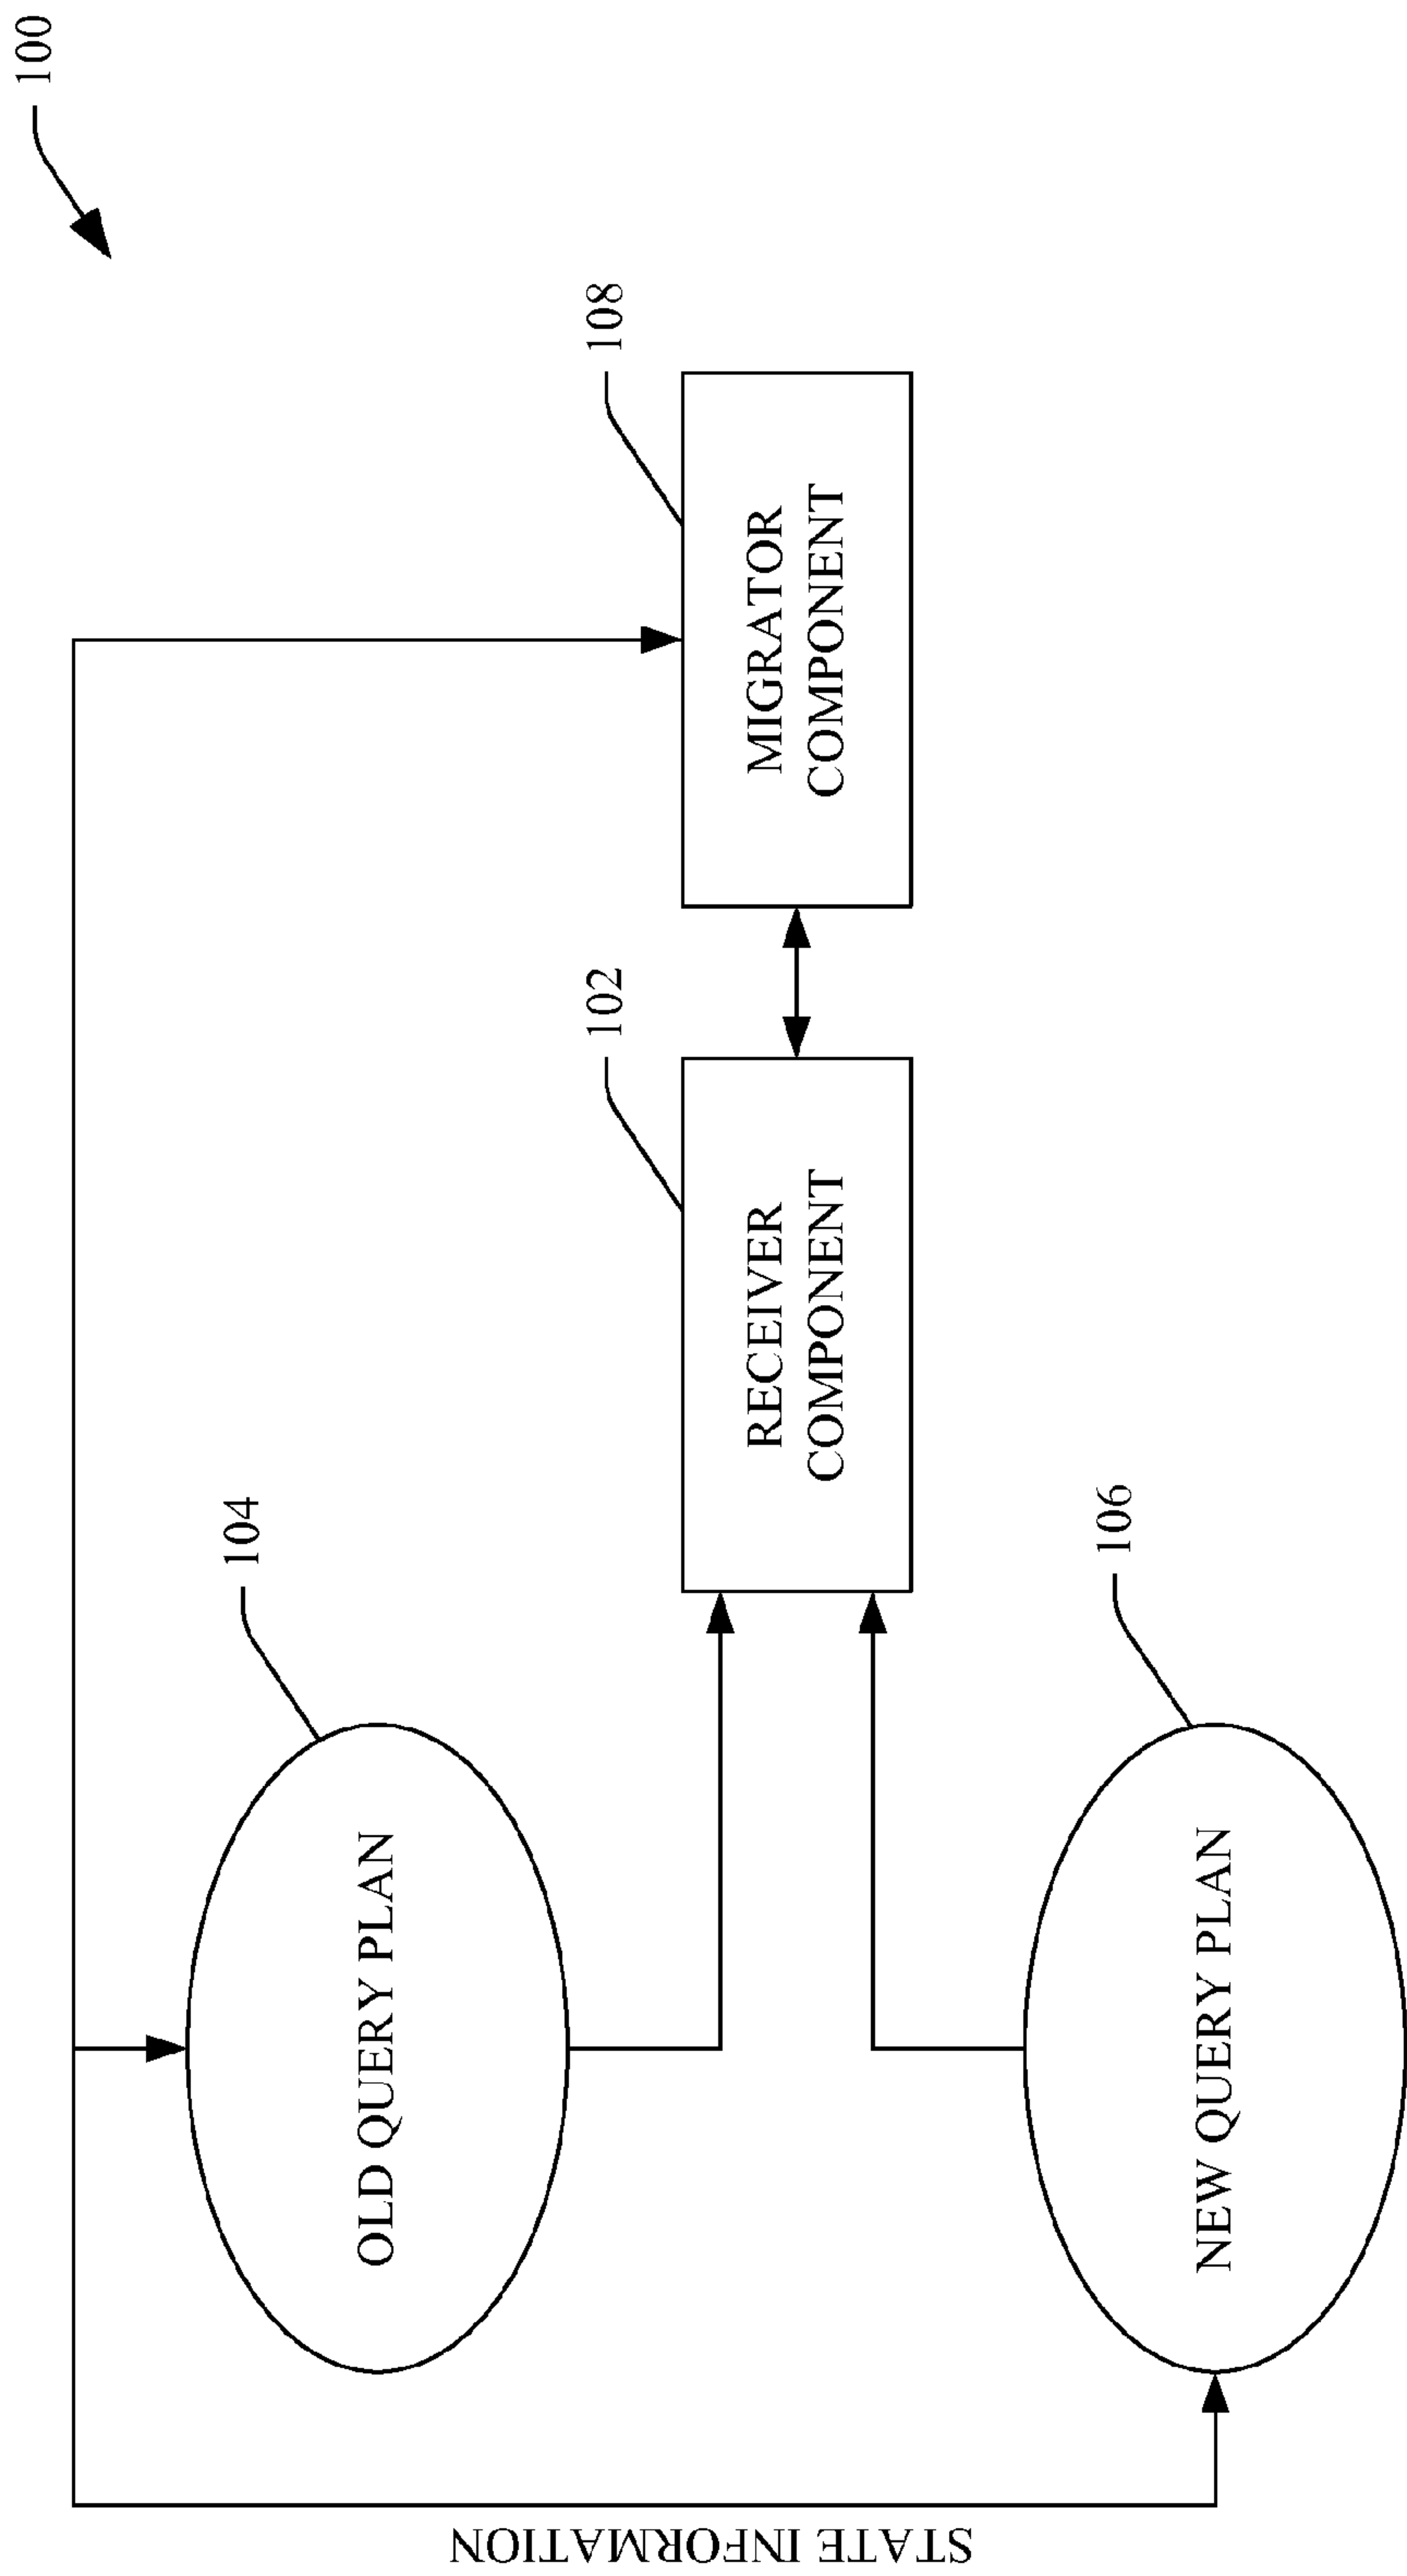 100
108
MIGRATOR
COMPONENT
102
RECEIVER
COMPONENT
104
OLD QUERY PLAN
106
NEW QUERY PLAN
STATE INFORMATION